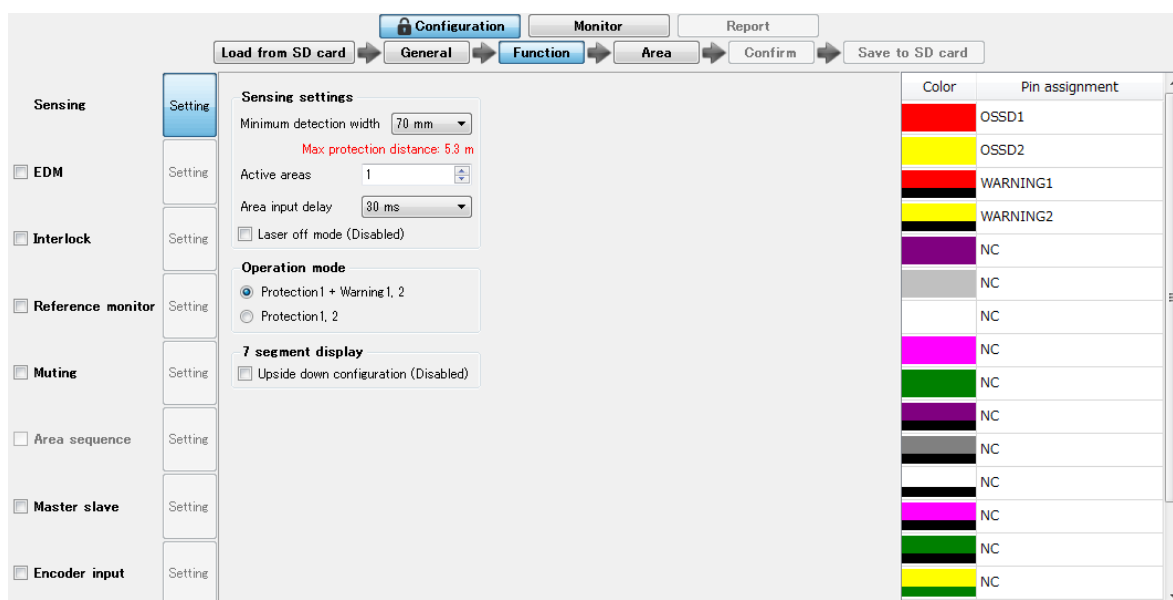 Configuration Monitor Report
Load from SD card General Function Area Confirm Save to SD card
Sensing Setting
EDM Setting
Interlock Setting
Reference monitor Setting
Muting Setting
Area sequence Setting
Master slave Setting
Encoder input Setting
Sensing settings
Minimum detection width 70 mm
Max protection distance: 5.3 m
Active areas 1
Area input delay 30 ms
Laser off mode (Disabled)
Operation mode
Protection1 + Warning1, 2
Protection1, 2
7 segment display
Upside down configuration (Disabled)
Color Pin assignment
OSSD1
OSSD2
WARNING1
WARNING2
NC
NC
NC
NC
NC
NC
NC
NC
NC
NC
NC